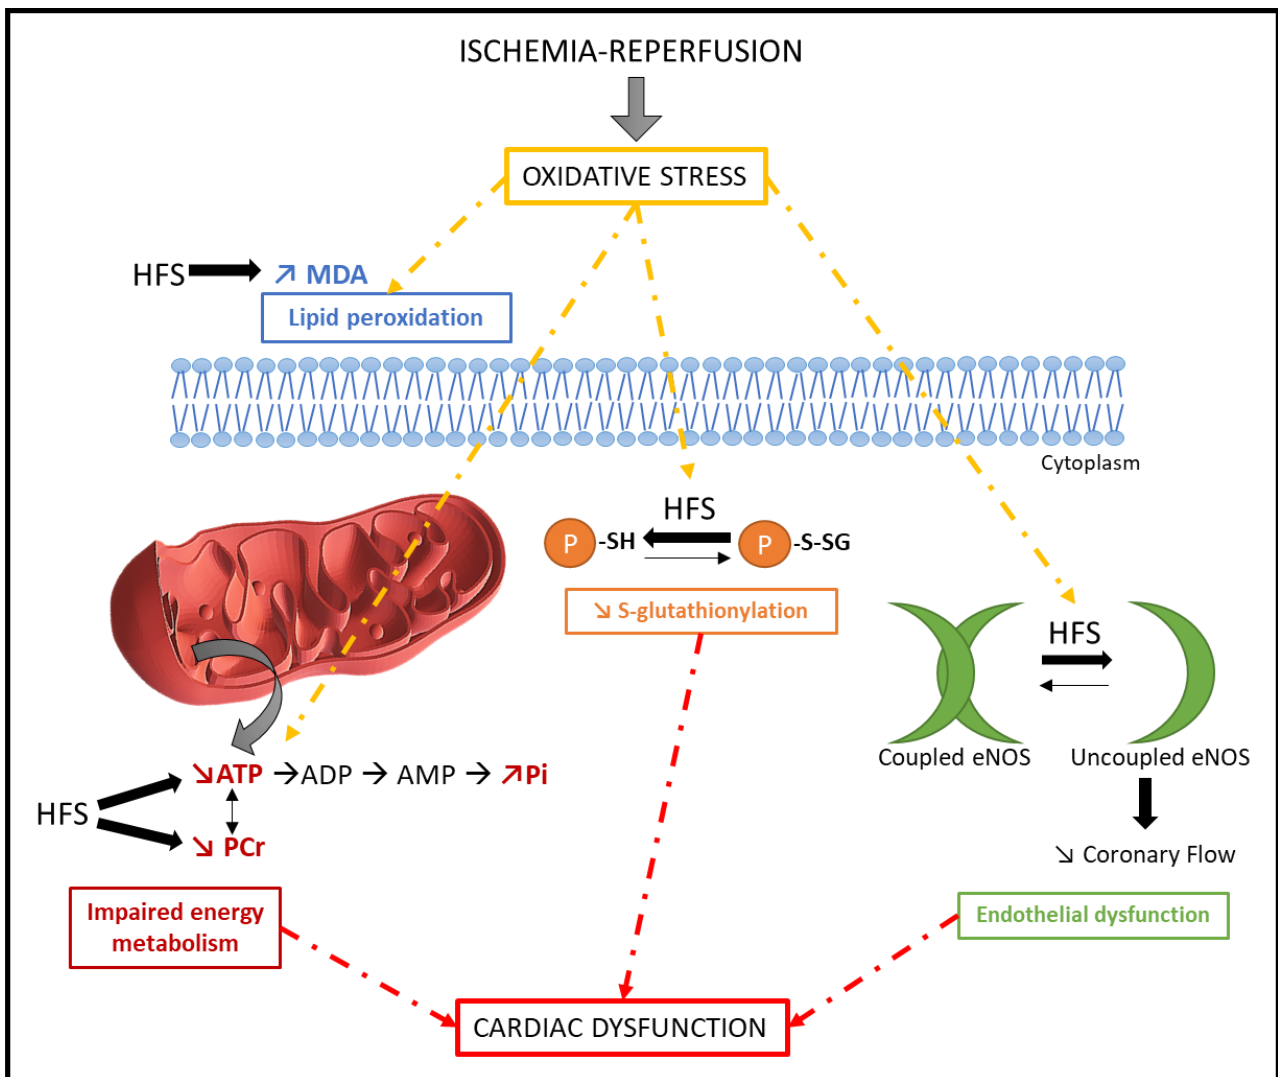 ISCHEMIA-REPERFUSION
OXIDATIVE STRESS
HFS ↗ MDA
Lipid peroxidation
Cytoplasm
HFS
P -SH P -S-SG
↘ S-glutathionylation
HFS
Coupled eNOS Uncoupled eNOS
↘ Coronary Flow
Endothelial dysfunction
↘ATP →ADP → AMP → ↗Pi
HFS
↘ PCr
Impaired energy
metabolism
CARDIAC DYSFUNCTION